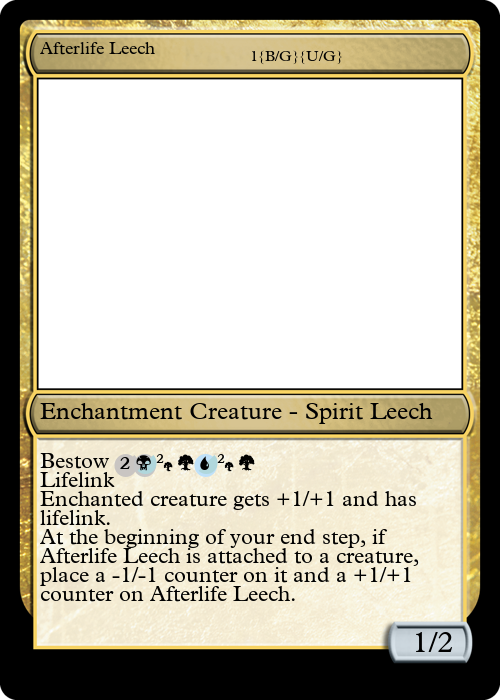 Afterlife Leech 1{B/G}{U/G}
Enchantment Creature - Spirit Leech
Bestow 2 2 2
Lifelink
Enchanted creature gets +1/+1 and has
lifelink.
At the beginning of your end step, if
Afterlife Leech is attached to a creature,
place a -1/-1 counter on it and a +1/+1
counter on Afterlife Leech.
1/2